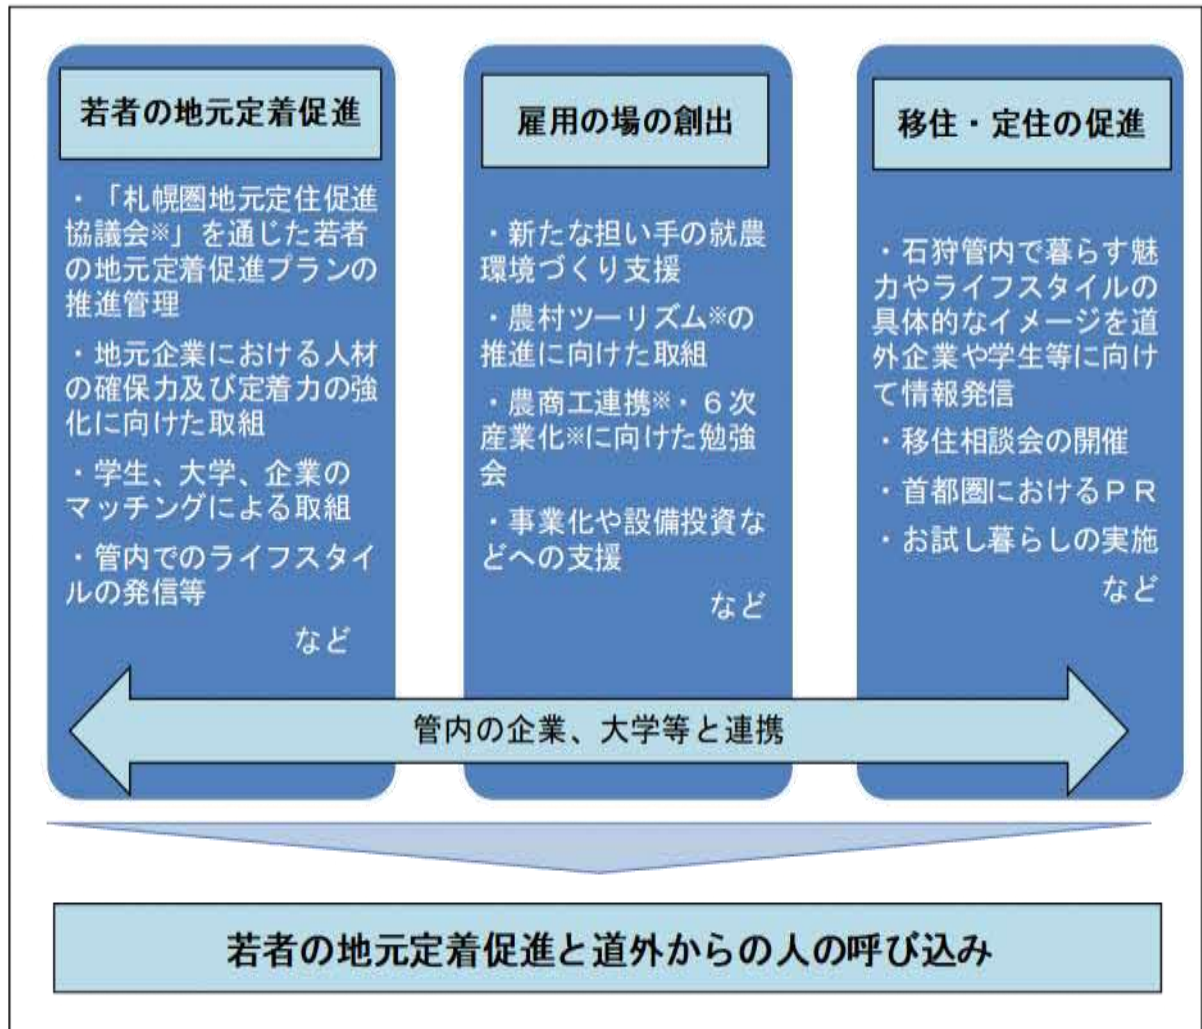 若者の地元定着促進
・「札幌圏地元定住促進
協議会※」を通じた若者
の地元定着促進プランの
推進管理
・地元企業における人材
の確保力及び定着力の強
化に向けた取組
・学生、大学、企業の
マッチングによる取組
・管内でのライフスタイ
ルの発信等
など
雇用の場の創出
・新たな担い手の就農
環境づくり支援
・農村ツーリズム※の
推進に向けた取組
・農商工連携※・６次
産業化※に向けた勉強
会
・事業化や設備投資な
どへの支援
など
移住・定住の促進
・石狩管内で暮らす魅
力やライフスタイルの
具体的なイメージを道
外企業や学生等に向け
て情報発信
・移住相談会の開催
・首都圏におけるＰＲ
・お試し暮らしの実施
など
管内の企業、大学等と連携
若者の地元定着促進と道外からの人の呼び込み